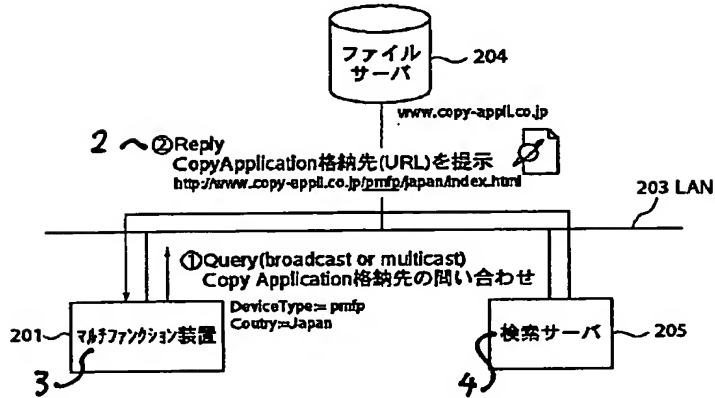 ファイル
サーバ
204
www.copy-appli.co.jp
2
②Reply
CopyApplication格納先(URL)を提示
http://www.copy-appli.co.jp/pmfp/japan/index.html
203 LAN
①Query(broadcast or multicast)
Copy Application格納先の問い合わせ
DeviceType:= pmfp
Coutry:=Japan
201
マルチファンクション装置
3
検索サーバ
4
205